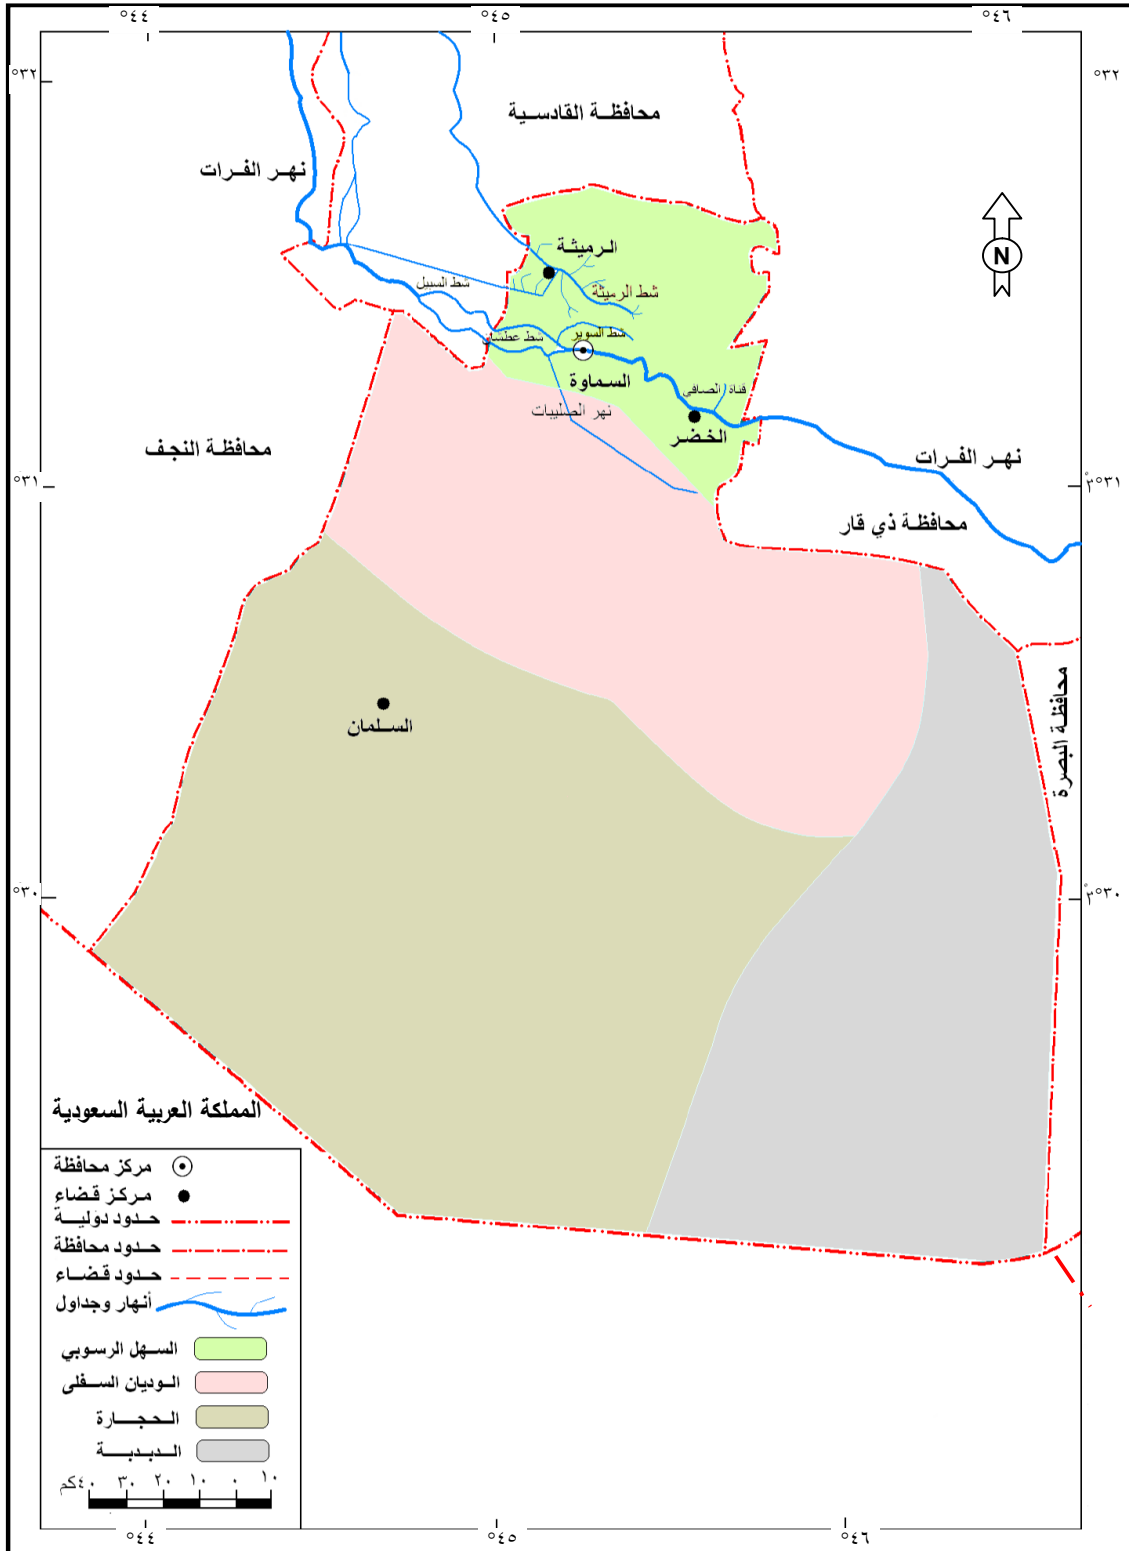 °٤٤
°٤٥
°٤٦
°٣٢
°٣٢
محافظة القادسية
نهر الفرات
الرميثة
شط السبيل
شط الرميثة
شط السوير
شط عطشان
السماوة
قناة الصافي
نهر الصليبات
الخضر
محافظة النجف
نهر الفرات
°٣١
°٣١
محافظة ذي قار
محافظة البصرة
السلمان
°٣٠
°٣٠
المملكة العربية السعودية
مركز محافظة
مركز قضاء
حدود دولية
حدود محافظة
حدود قضاء
أنهار وجداول
السهل الرسوبي
الوديان السفلى
الحجارة
الدبدبة
٤٠كم ٣٠ ٢٠ ١٠ ٠ ١٠
°٤٤
°٤٥
°٤٦
N